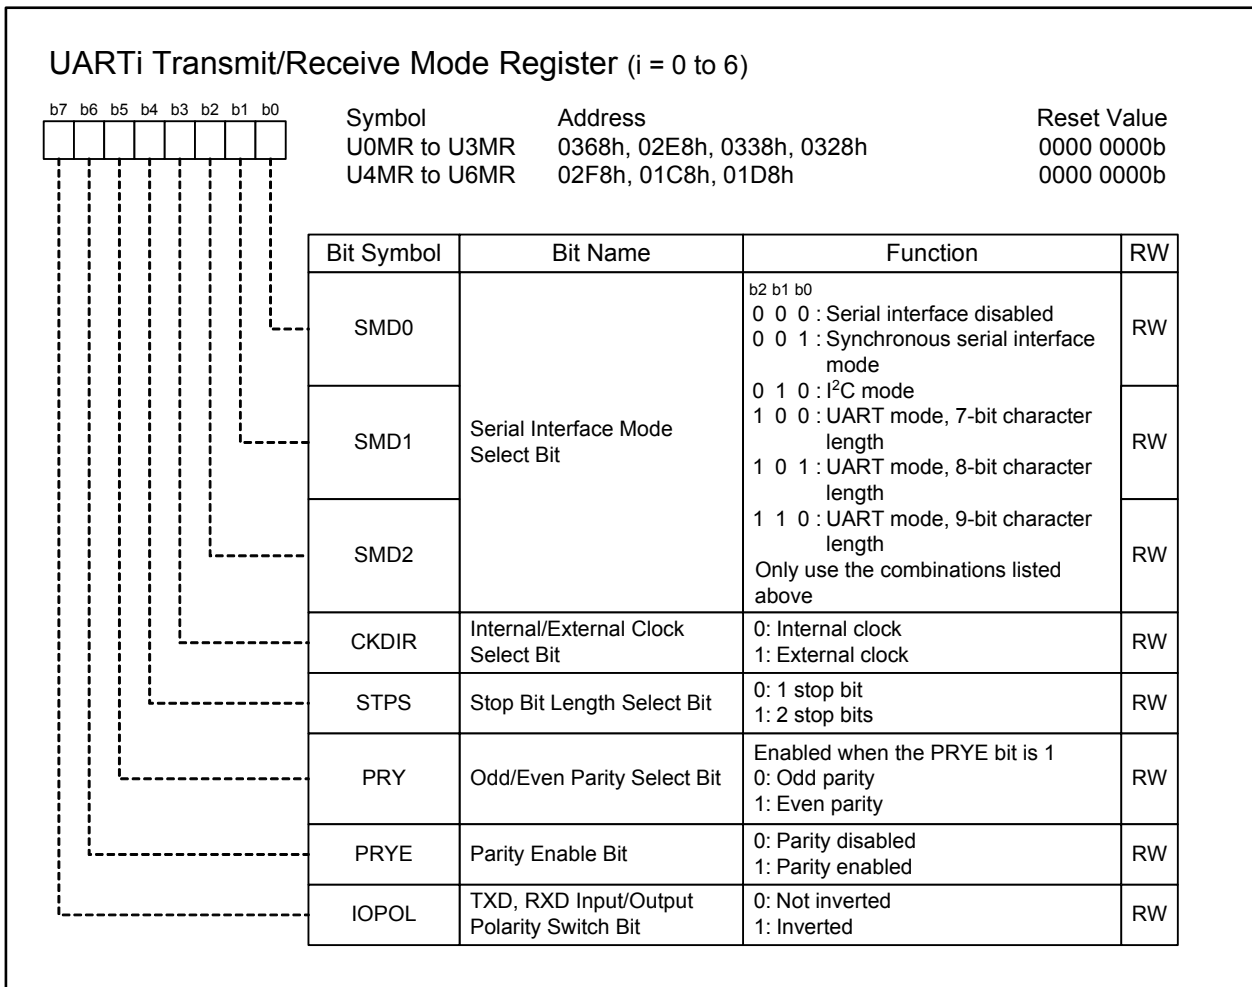 UARTi Transmit/Receive Mode Register (i = 0 to 6)
b7 b6 b5 b4 b3 b2 b1 b0
Symbol Address Reset Value
U0MR to U3MR 0368h, 02E8h, 0338h, 0328h 0000 0000b
U4MR to U6MR 02F8h, 01C8h, 01D8h 0000 0000b
Bit Symbol Bit Name Function RW
SMD0
SMD1
SMD2
Serial Interface Mode
Select Bit
b2 b1 b0
0 0 0 : Serial interface disabled
0 0 1 : Synchronous serial interface
mode
0 1 0 : I²C mode
1 0 0 : UART mode, 7-bit character
length
1 0 1 : UART mode, 8-bit character
length
1 1 0 : UART mode, 9-bit character
length
Only use the combinations listed
above
RW
RW
RW
CKDIR
Internal/External Clock
Select Bit
0: Internal clock
1: External clock
RW
STPS
Stop Bit Length Select Bit
0: 1 stop bit
1: 2 stop bits
RW
PRY
Odd/Even Parity Select Bit
Enabled when the PRYE bit is 1
0: Odd parity
1: Even parity
RW
PRYE
Parity Enable Bit
0: Parity disabled
1: Parity enabled
RW
IOPOL
TXD, RXD Input/Output
Polarity Switch Bit
0: Not inverted
1: Inverted
RW